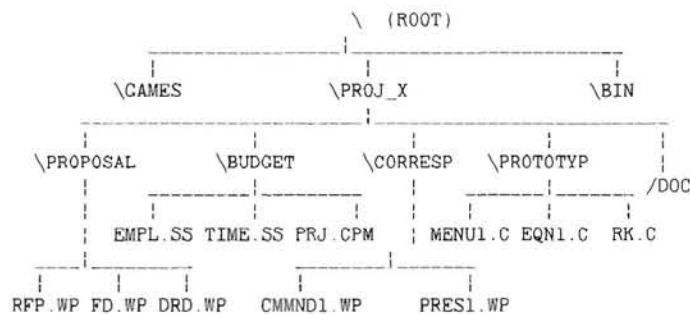 \ (ROOT)
\GAMES \PROJ_X \BIN
\PROPOSAL \BUDGET \CORRESP \PROTOTYP
/DOC
EMPL.SS TIME.SS PRJ.CPM MENU1.C EQN1.C RK.C
RFP.WP FD.WP DRD.WP CMMND1.WP PRES1.WP